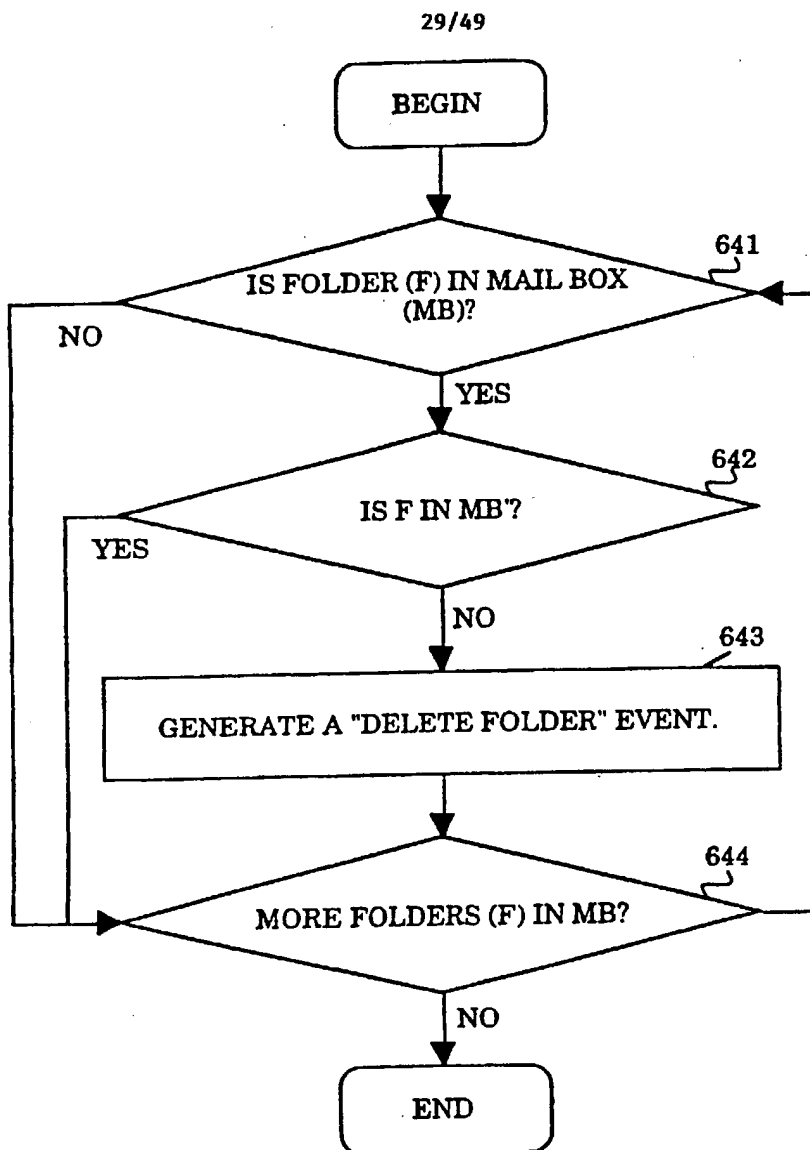 29/49
BEGIN
641
IS FOLDER (F) IN MAIL BOX
(MB)?
NO
YES
642
IS F IN MB'?
YES
NO
643
GENERATE A "DELETE FOLDER" EVENT.
644
MORE FOLDERS (F) IN MB?
NO
END